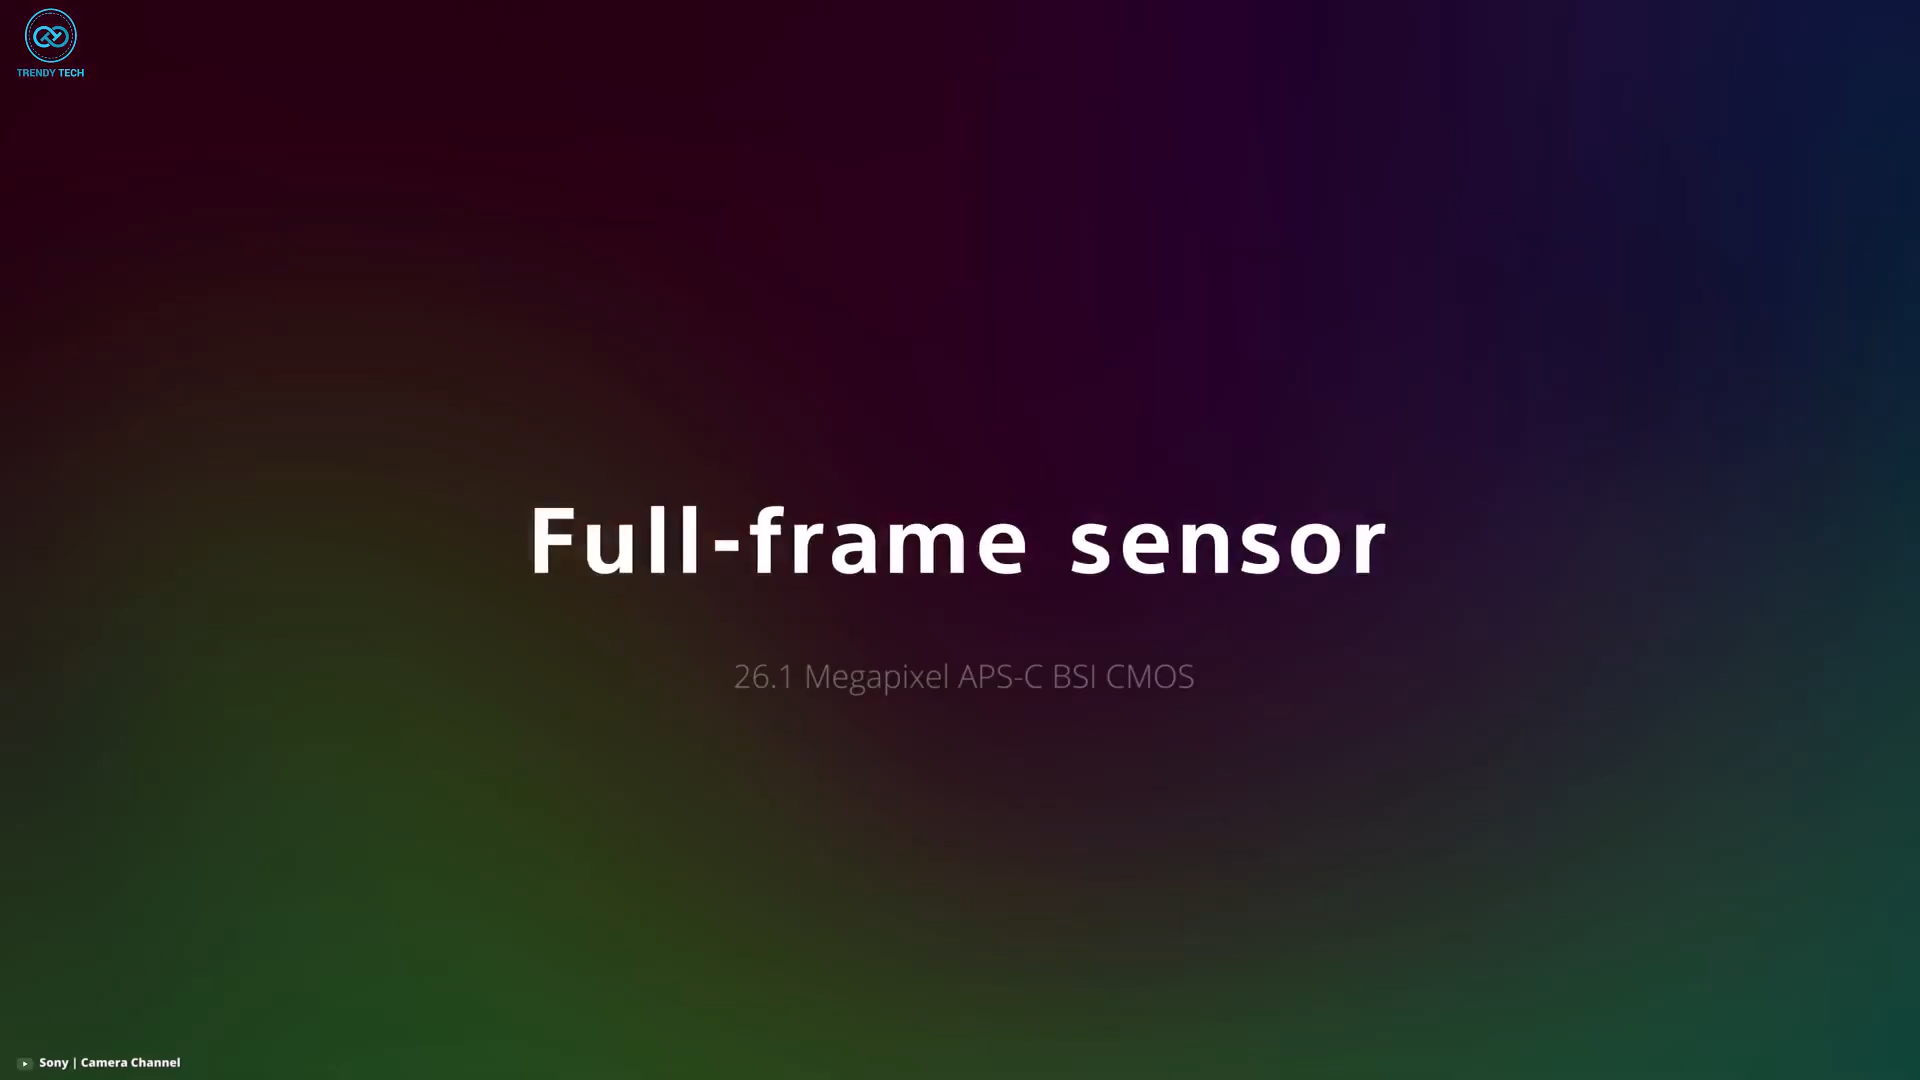 TRENDY TECH
Full-frame sensor
26.1 Megapixel APS-C BSI CMOS
Sony | Camera Channel